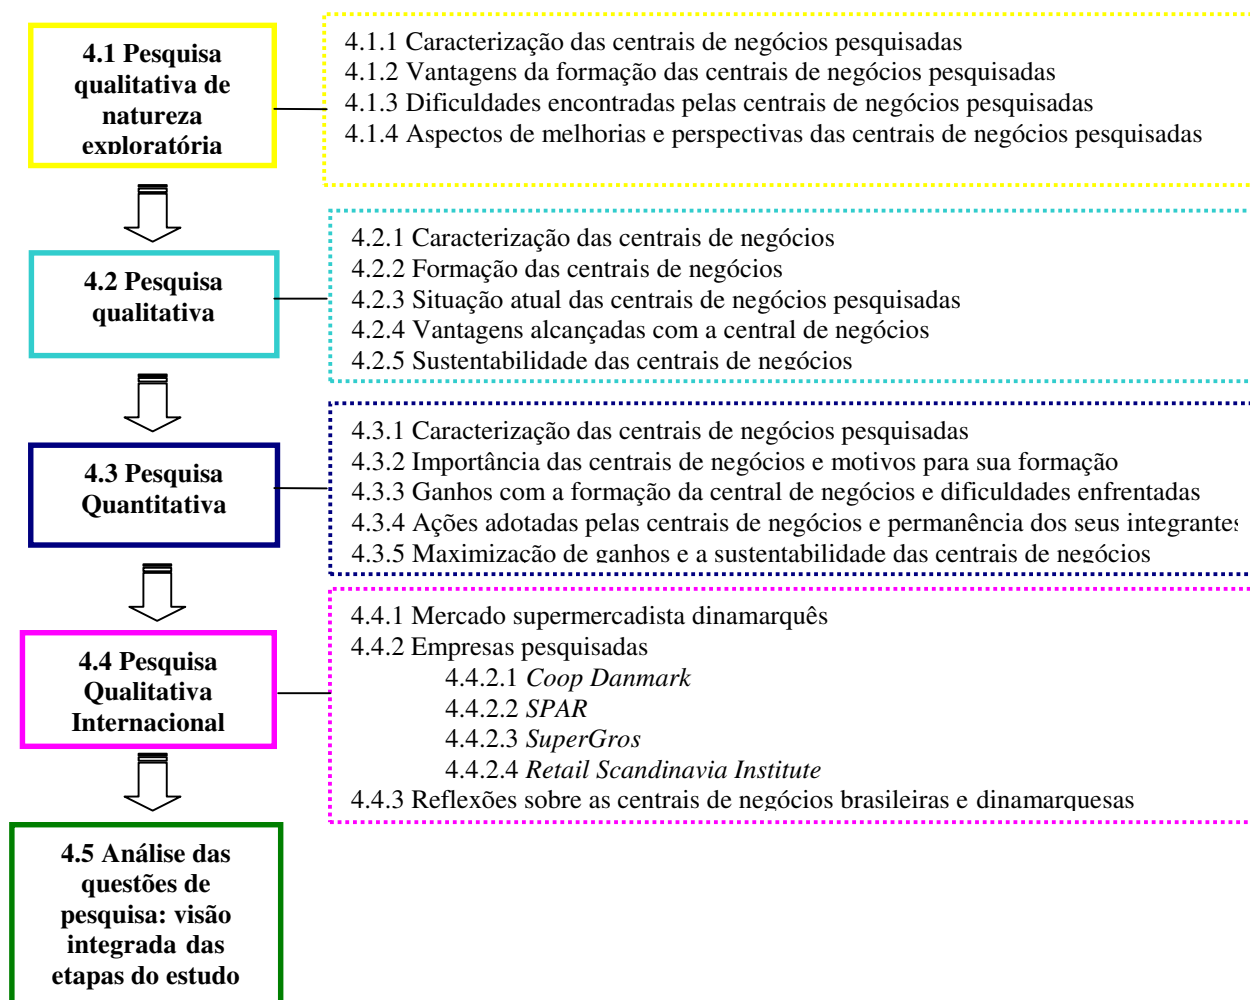 4.1 Pesquisa
qualitativa de
natureza
exploratória
4.1.1 Caracterização das centrais de negócios pesquisadas
4.1.2 Vantagens da formação das centrais de negócios pesquisadas
4.1.3 Dificuldades encontradas pelas centrais de negócios pesquisadas
4.1.4 Aspectos de melhorias e perspectivas das centrais de negócios pesquisadas
4.2 Pesquisa
qualitativa
4.2.1 Caracterização das centrais de negócios
4.2.2 Formação das centrais de negócios
4.2.3 Situação atual das centrais de negócios pesquisadas
4.2.4 Vantagens alcançadas com a central de negócios
4.2.5 Sustentabilidade das centrais de negócios
4.3 Pesquisa
Quantitativa
4.3.1 Caracterização das centrais de negócios pesquisadas
4.3.2 Importância das centrais de negócios e motivos para sua formação
4.3.3 Ganhos com a formação da central de negócios e dificuldades enfrentadas
4.3.4 Ações adotadas pelas centrais de negócios e permanência dos seus integrantes
4.3.5 Maximização de ganhos e a sustentabilidade das centrais de negócios
4.4 Pesquisa
Qualitativa
Internacional
4.4.1 Mercado supermercadista dinamarquês
4.4.2 Empresas pesquisadas
4.4.2.1 Coop Danmark
4.4.2.2 SPAR
4.4.2.3 SuperGros
4.4.2.4 Retail Scandinavia Institute
4.4.3 Reflexões sobre as centrais de negócios brasileiras e dinamarquesas
4.5 Análise das
questões de
pesquisa: visão
integrada das
etapas do estudo